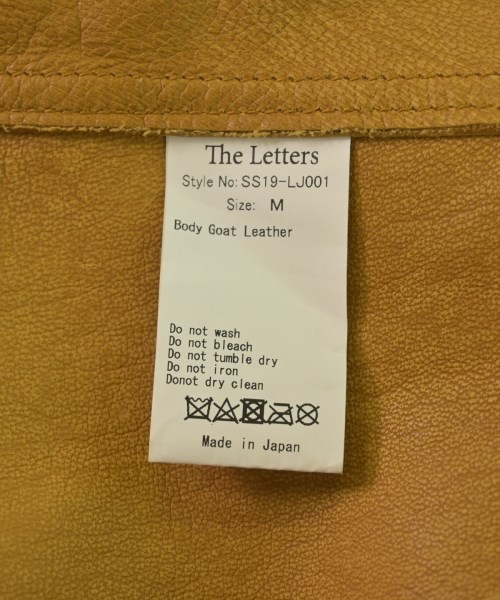 The Letters
Style No: SS19-LJ001
Size: M
Body Goat Leather
Do not wash
Do not bleach
Do not tumble dry
Do not iron
Donot dry clean
Made in Japan